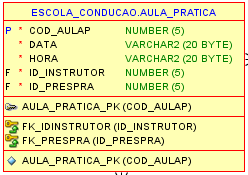 ESCOLA_CONDUCAO.AULA_PRATICA
P * COD_AULAP NUMBER (5)
* DATA VARCHAR2 (20 BYTE)
* HORA VARCHAR2 (20 BYTE)
F * ID_INSTRUTOR NUMBER (5)
F * ID_PRESPRA NUMBER (5)
AULA_PRATICA_PK (COD_AULAP)
FK_IDINSTRUTOR (ID_INSTRUTOR)
FK_PRESPRA (ID_PRESPRA)
AULA_PRATICA_PK (COD_AULAP)